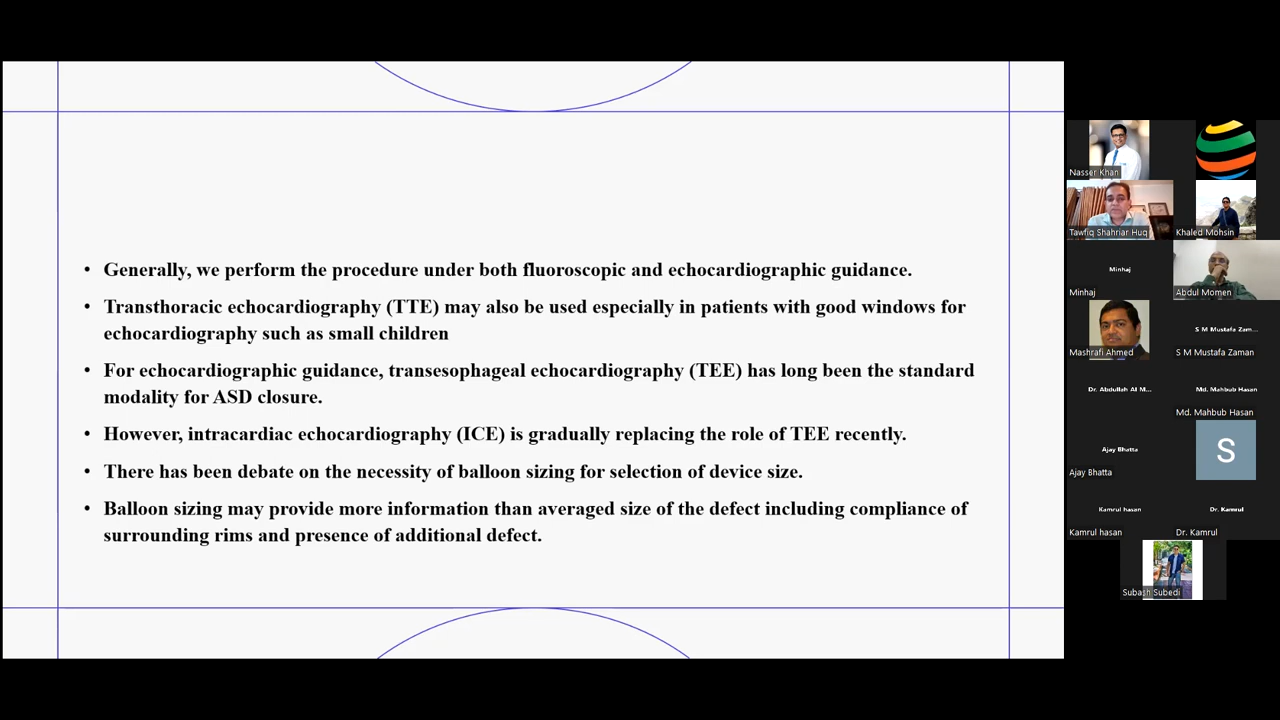 • Generally, we perform the procedure under both fluoroscopic and echocardiographic guidance.
• Transthoracic echocardiography (TTE) may also be used especially in patients with good windows for
echocardiography such as small children
• For echocardiographic guidance, transesophageal echocardiography (TEE) has long been the standard
modality for ASD closure.
• However, intracardiac echocardiography (ICE) is gradually replacing the role of TEE recently.
• There has been debate on the necessity of balloon sizing for selection of device size.
• Balloon sizing may provide more information than averaged size of the defect including compliance of
surrounding rims and presence of additional defect.
Nasser Khan
Tawfiq Shahriar Huq
Khaled Mohsin
Minhaj
Minhaj
Abdul Momen
Mashrafi Ahmed
S M Mustafa Zam...
S M Mustafa Zaman
Dr. Abdullah Al M...
Md. Mahbub Hasan
Md. Mahbub Hasan
Ajay Bhatta
Ajay Bhatta
S
Kamrul hasan
Kamrul hasan
Dr. Kamrul
Dr. Kamrul
Subash Subedi